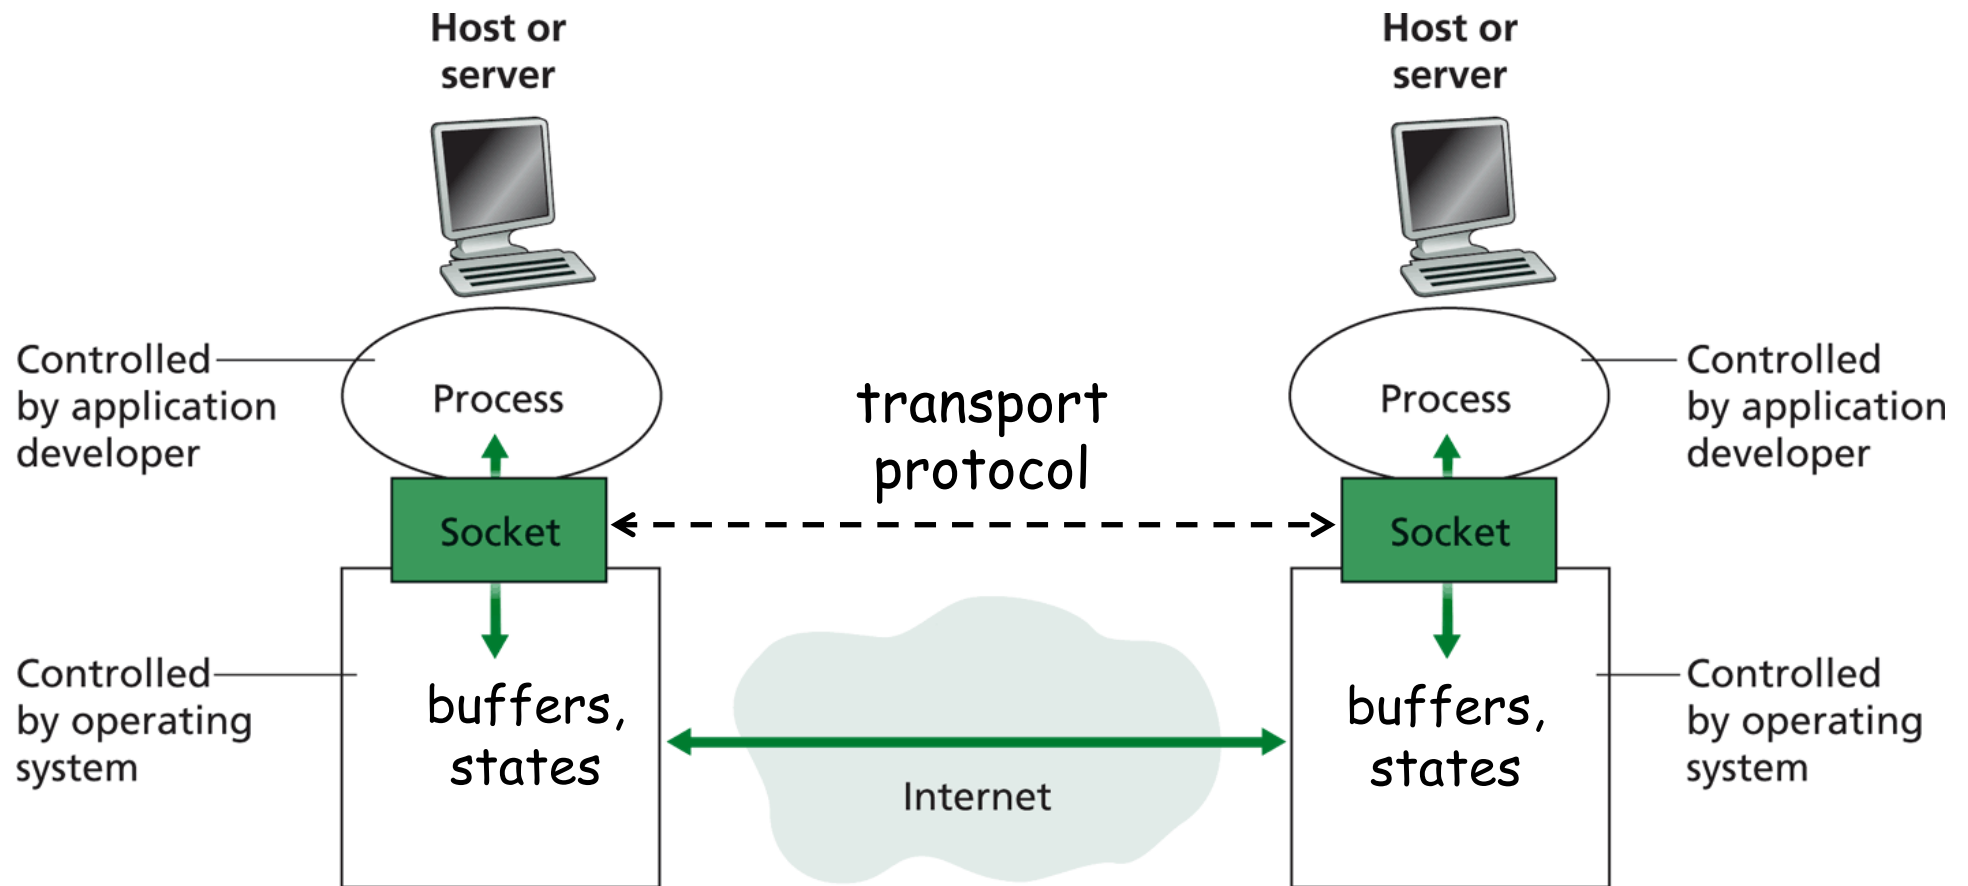 Host or
server
Host or
server
Controlled
by application
developer
Process
transport
protocol
Process
Controlled
by application
developer
Socket
Socket
Controlled
by operating
system
buffers,
states
Internet
buffers,
states
Controlled
by operating
system